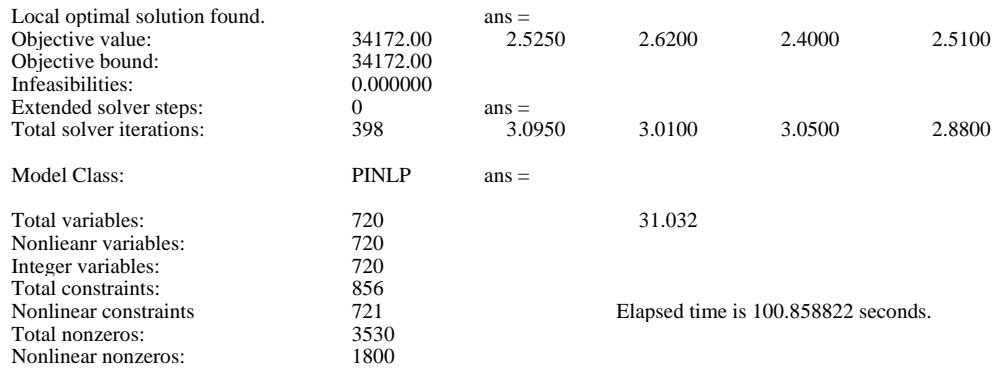 Local optimal solution found.
Objective value: 34172.00
Objective bound: 34172.00
Infeasibilities: 0.000000
Extended solver steps: 0
Total solver iterations: 398
Model Class: PINLP
Total variables: 720
Nonlieanr variables: 720
Integer variables: 720
Total constraints: 856
Nonlinear constraints 721
Total nonzeros: 3530
Nonlinear nonzeros: 1800
ans =
2.5250 2.6200 2.4000 2.5100
ans =
3.0950 3.0100 3.0500 2.8800
ans =
31.032
Elapsed time is 100.858822 seconds.